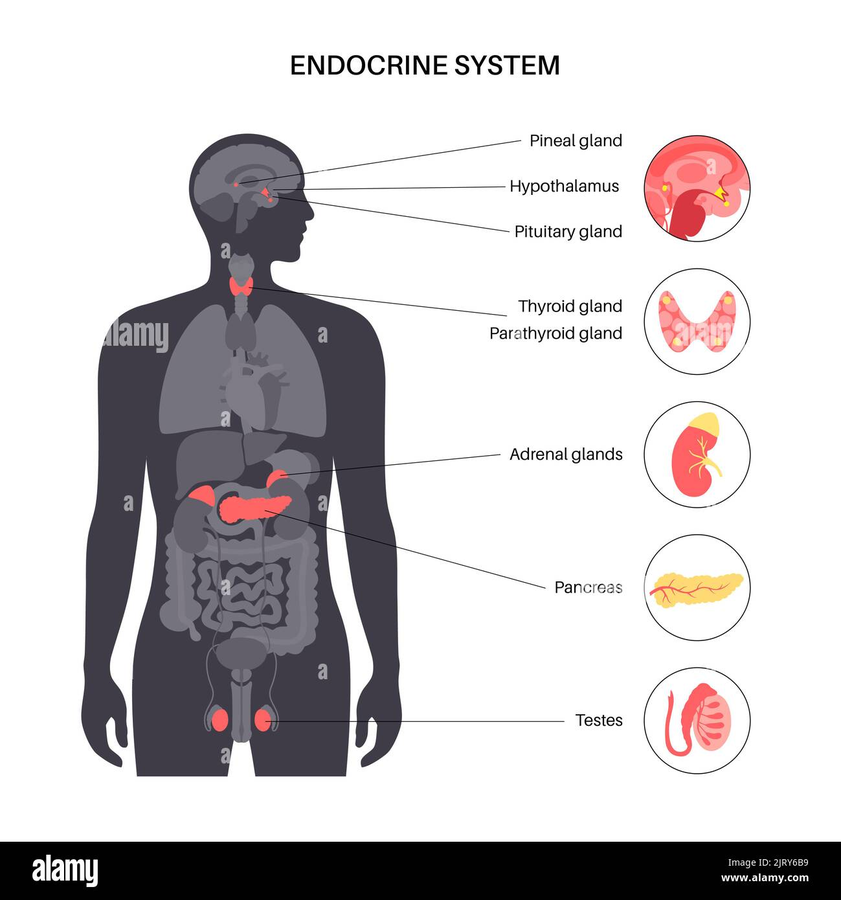 ENDOCRINE SYSTEM
Pineal gland
Hypothalamus
Pituitary gland
Thyroid gland
Parathyroid gland
Adrenal glands
Pancreas
Testes
a
a
alamy
a
a
a
a
a
alamy
a
a
alamy
Image ID: 2JRY6B9
www.alamy.com